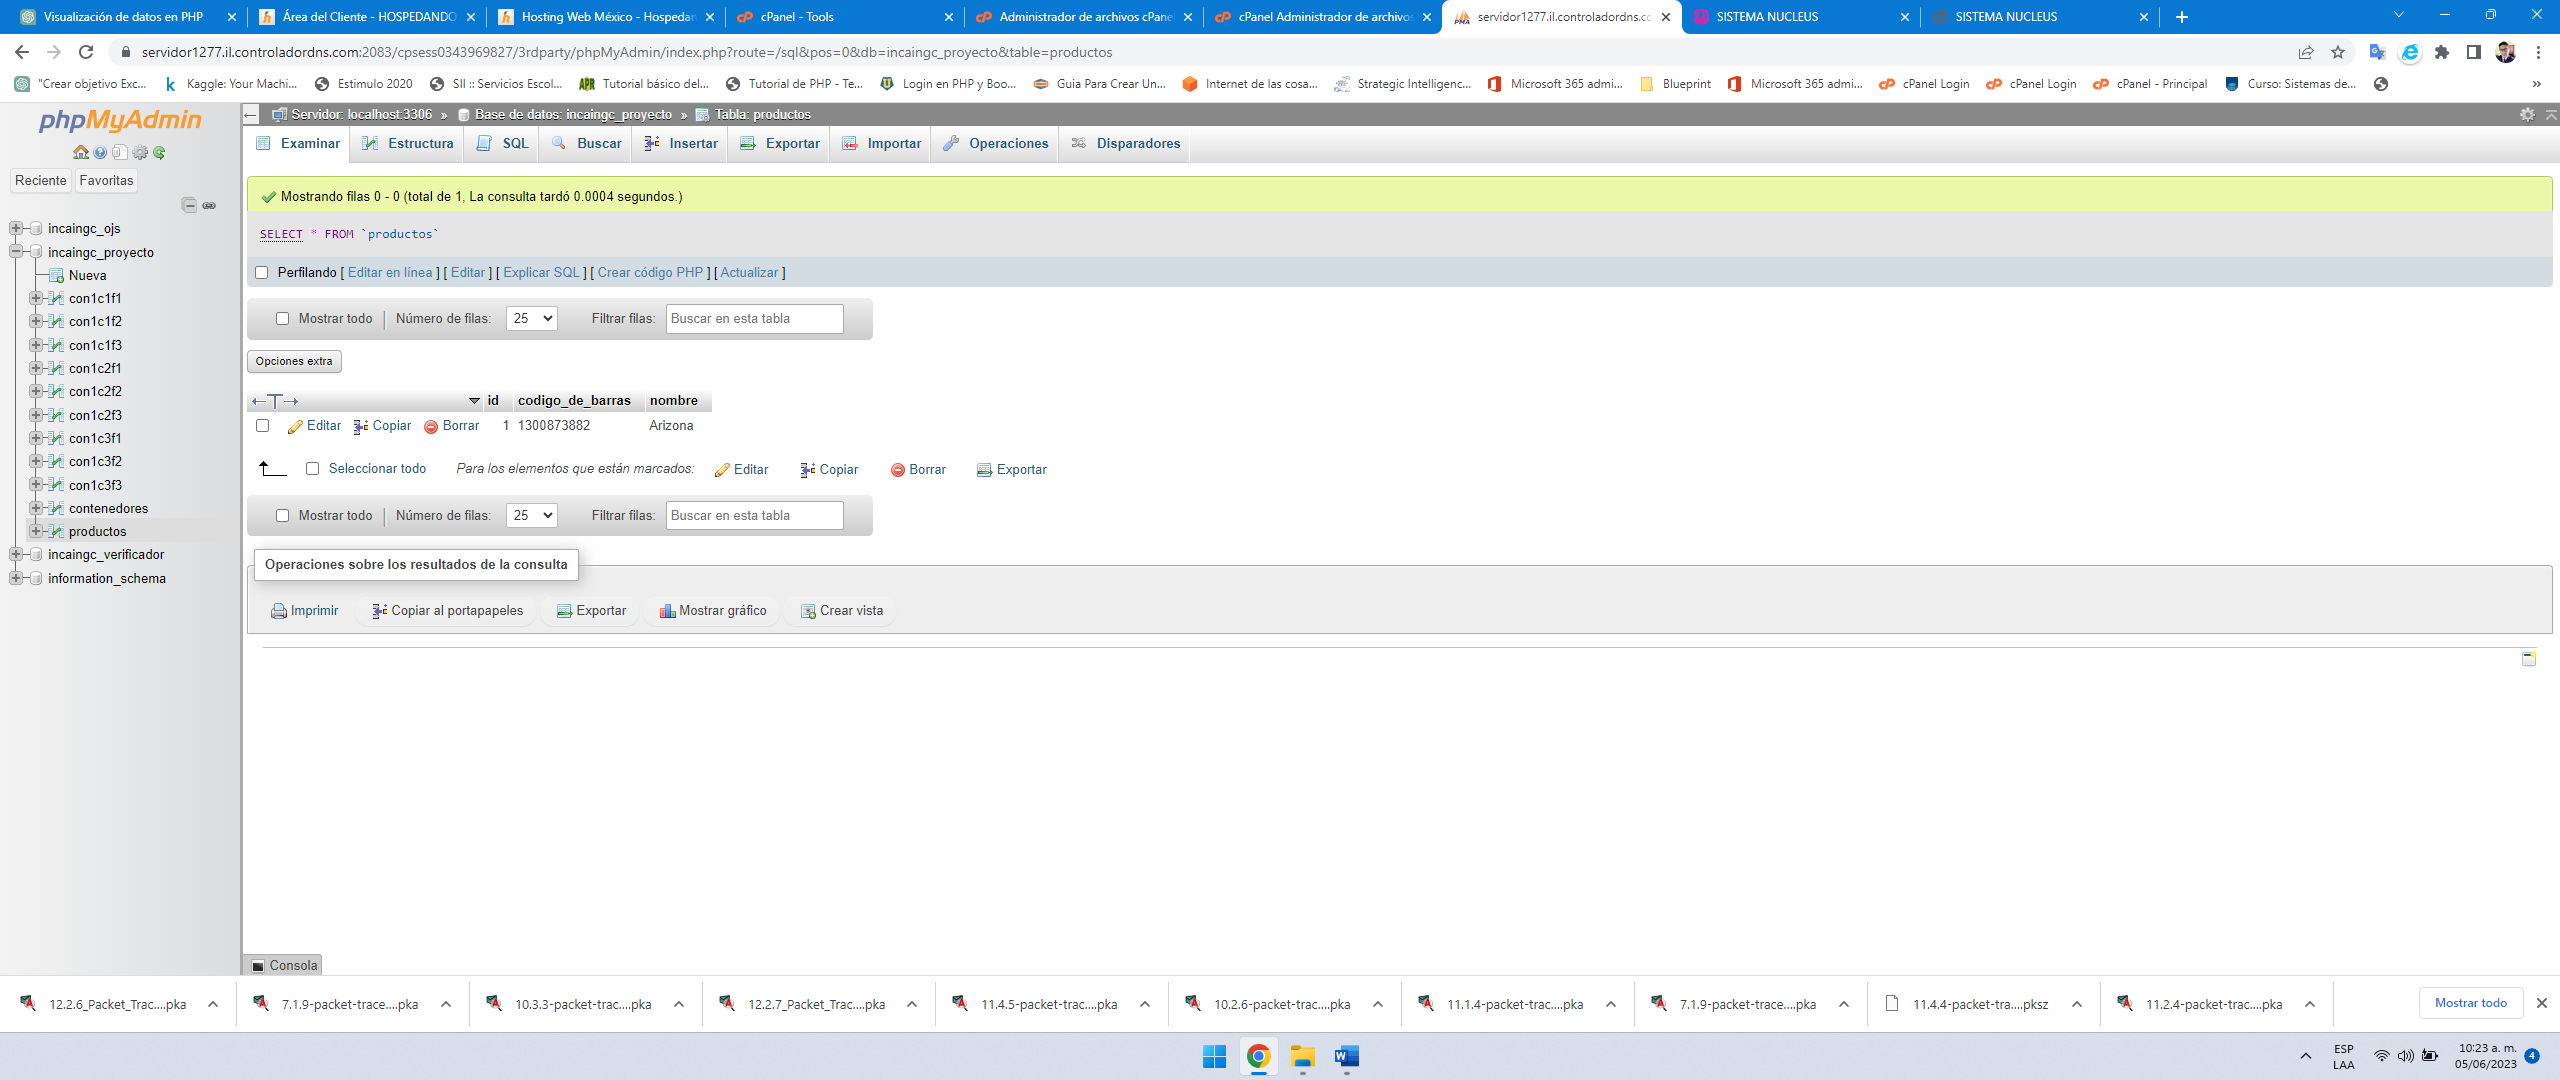 Visualización de datos en PHP
Área del Cliente - HOSPEDANDO
Hosting Web México - Hospedan
cPanel - Tools
Administrador de archivos cPane
cPanel Administrador de archivos
servidor1277.il.controladordns.co
SISTEMA NUCLEUS
SISTEMA NUCLEUS
servidor1277.il.controladordns.com:2083/cpsess0343969827/3rdparty/phpMyAdmin/index.php?route=/sql&pos=0&db=incaingc_proyecto&table=productos
"Crear objetivo Exc...
Kaggle: Your Machi...
Estimulo 2020
SII :: Servicios Escol...
Tutorial básico del...
Tutorial de PHP - Te...
Login en PHP y Boo...
Guia Para Crear Un...
Internet de las cosa...
Strategic Intelligenc...
Microsoft 365 admi...
Blueprint
Microsoft 365 admi...
cPanel Login
cPanel Login
cPanel - Principal
Curso: Sistemas de...
»
phpMyAdmin
Reciente
Favoritas
incaingc_ojs
incaingc_proyecto
Nueva
con1c1f1
con1c1f2
con1c1f3
con1c2f1
con1c2f2
con1c2f3
con1c3f1
con1c3f2
con1c3f3
contenedores
productos
incaingc_verificador
information_schema
Servidor: localhost:3306 » Base de datos: incaingc_proyecto » Tabla: productos
Examinar
Estructura
SQL
Buscar
Insertar
Exportar
Importar
Operaciones
Disparadores
Mostrando filas 0 - 0 (total de 1, La consulta tardó 0.0004 segundos.)
SELECT * FROM `productos`
Perfilando [ Editar en línea ] [ Editar ] [ Explicar SQL ] [ Crear código PHP ] [ Actualizar ]
Mostrar todo | Número de filas: 25 Filtrar filas: Buscar en esta tabla
Opciones extra
id codigo_de_barras nombre
Editar Copiar Borrar 1 1300873882 Arizona
Seleccionar todo Para los elementos que están marcados: Editar Copiar Borrar Exportar
Mostrar todo | Número de filas: 25 Filtrar filas: Buscar en esta tabla
Operaciones sobre los resultados de la consulta
Imprimir Copiar al portapapeles Exportar Mostrar gráfico Crear vista
Consola
12.2.6_Packet_Trac....pka
7.1.9-packet-trace....pka
10.3.3-packet-trac....pka
12.2.7_Packet_Trac....pka
11.4.5-packet-trac....pka
10.2.6-packet-trac....pka
11.1.4-packet-trac....pka
7.1.9-packet-trace....pka
11.4.4-packet-tra....pksz
11.2.4-packet-trac....pka
Mostrar todo
ESP
LAA
10:23 a. m.
05/06/2023
4